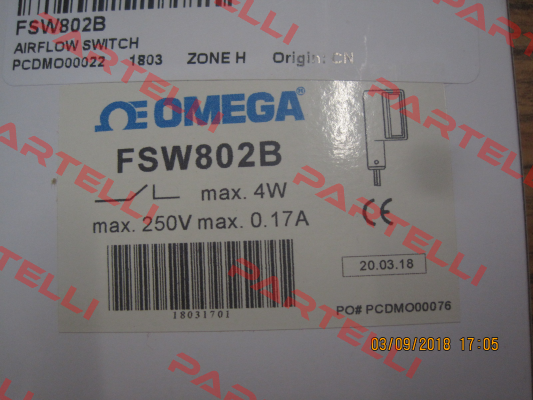 FSW802B
AIRFLOW SWITCH
PCDMO00022 1803 ZONE H Origin: CN
OMEGA
FSW802B
max. 4W
max. 250V max. 0.17A
CE
20.03.18
18031701
PO# PCDMO00076
03/09/2018 17:05
PARTELLI
PARTELLI
PARTELLI
PARTELLI
PARTELLI